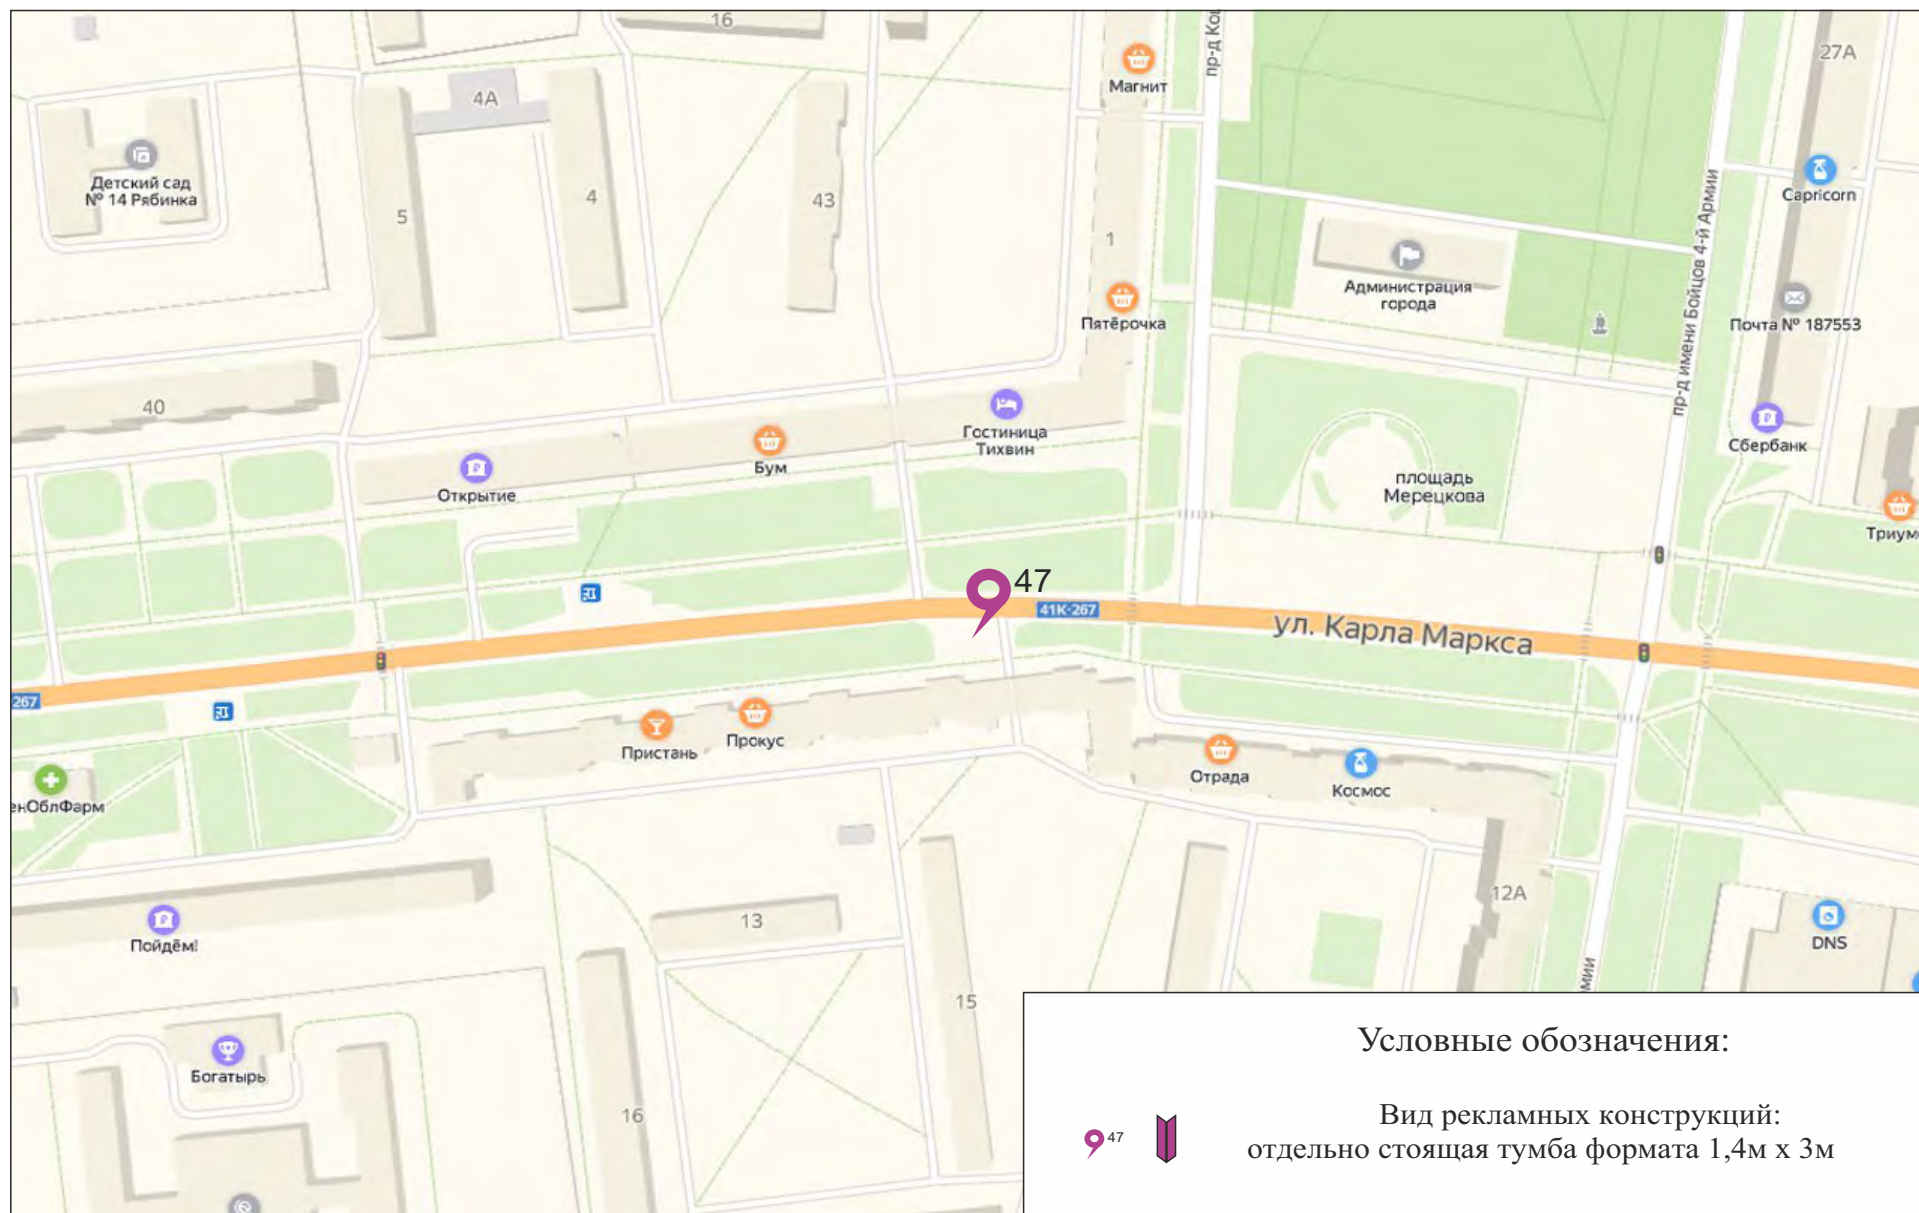 16
пр-д Кош
27А
Магнит
4А
Детский сад
№ 14 Рябинка
5
4
43
1
Capricorn
пр-д имени Бойцов 4-й Армии
Администрация
города
Пятёрочка
Почта № 187553
40
Гостиница
Тихвин
Бум
Открытие
Сбербанк
площадь
Мерецкова
Триум
47
41К-267
ул. Карла Маркса
267
Пристань
Прокус
Отрада
Космос
енОблФарм
12А
13
Пойдём!
DNS
мии
15
Богатырь
16
Условные обозначения:
47
Вид рекламных конструкций:
отдельно стоящая тумба формата 1,4м х 3м